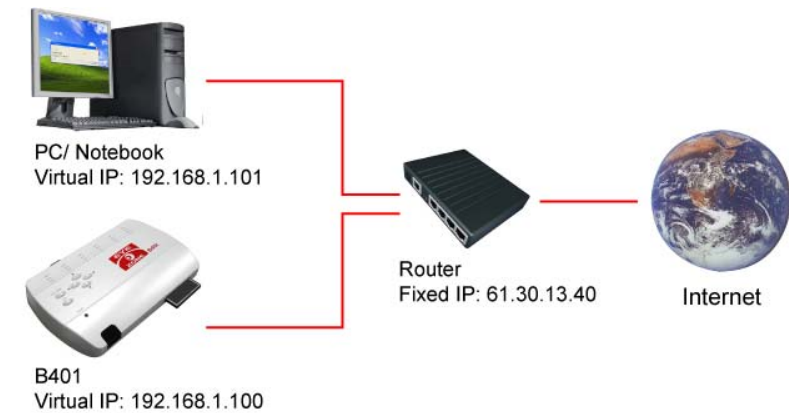 PC/ Notebook
Virtual IP: 192.168.1.101
Router
Fixed IP: 61.30.13.40
Internet
B401
Virtual IP: 192.168.1.100